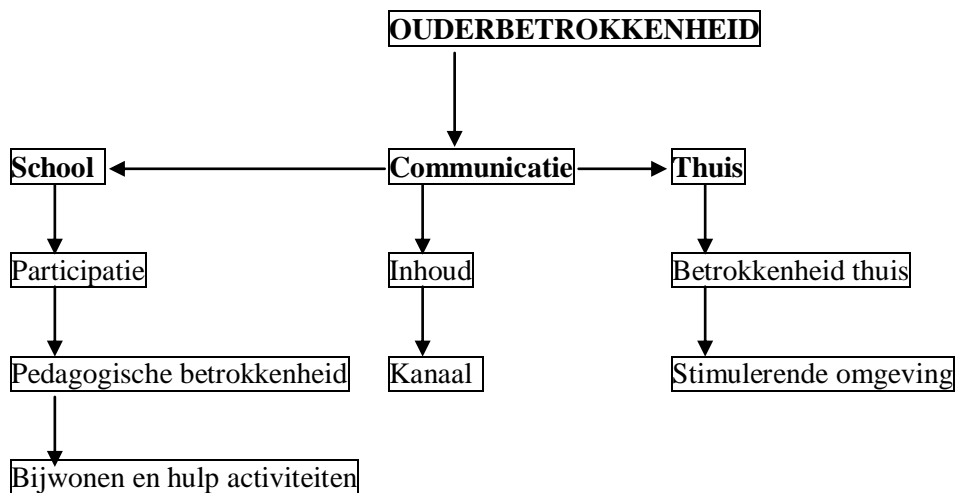 OUDERBETROKKENHEID
School Communicatie Thuis
Participatie Inhoud Betrokkenheid thuis
Pedagogische betrokkenheid Kanaal Stimulerende omgeving
Bijwonen en hulp activiteiten